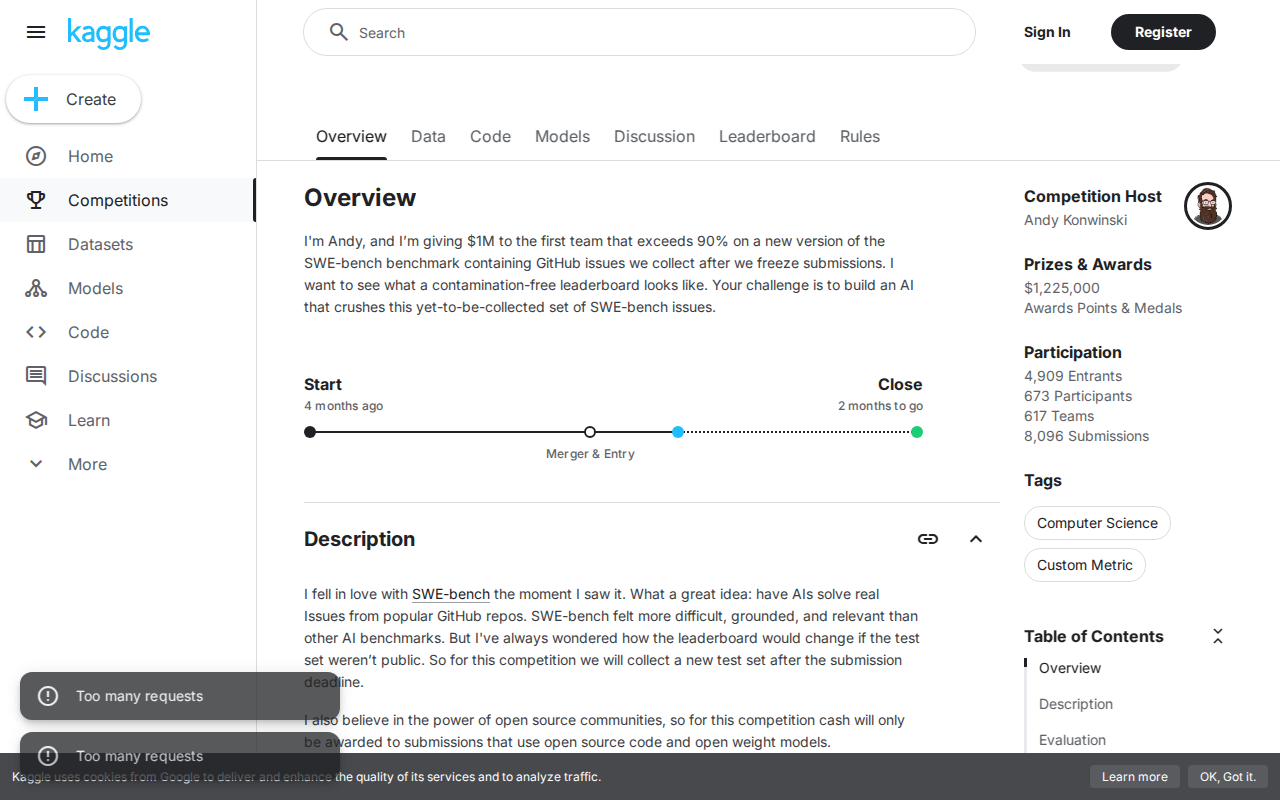 kaggle
Search
Sign In
Register
Create
Home
Competitions
Datasets
Models
Code
Discussions
Learn
More
Overview
Data
Code
Models
Discussion
Leaderboard
Rules
Overview
I'm Andy, and I’m giving $1M to the first team that exceeds 90% on a new version of the
SWE-bench benchmark containing GitHub issues we collect after we freeze submissions. I
want to see what a contamination-free leaderboard looks like. Your challenge is to build an AI
that crushes this yet-to-be-collected set of SWE-bench issues.
Start
4 months ago
Close
2 months to go
Merger & Entry
Description
I fell in love with SWE-bench the moment I saw it. What a great idea: have AIs solve real
Issues from popular GitHub repos. SWE-bench felt more difficult, grounded, and relevant than
other AI benchmarks. But I've always wondered how the leaderboard would change if the test
set weren’t public. So for this competition we will collect a new test set after the submission
deadline.
I also believe in the power of open source communities, so for this competition cash will only
be awarded to submissions that use open source code and open weight models.
Competition Host
Andy Konwinski
Prizes & Awards
$1,225,000
Awards Points & Medals
Participation
4,909 Entrants
673 Participants
617 Teams
8,096 Submissions
Tags
Computer Science
Custom Metric
Table of Contents
Overview
Description
Evaluation
Too many requests
Too many requests
Kaggle uses cookies from Google to deliver and enhance the quality of its services and to analyze traffic.
Learn more
OK, Got it.